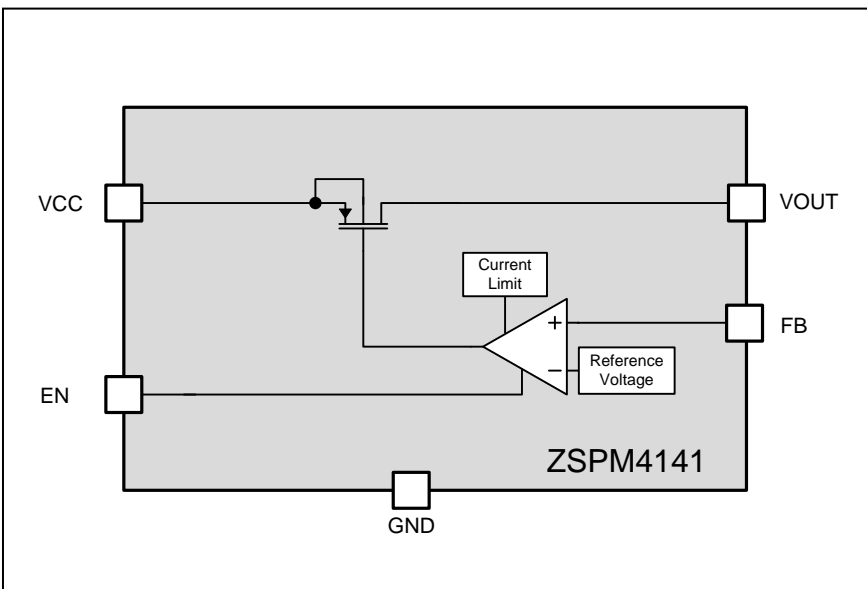 VCC
VOUT
Current
Limit
+
FB
−
Reference
Voltage
EN
ZSPM4141
GND